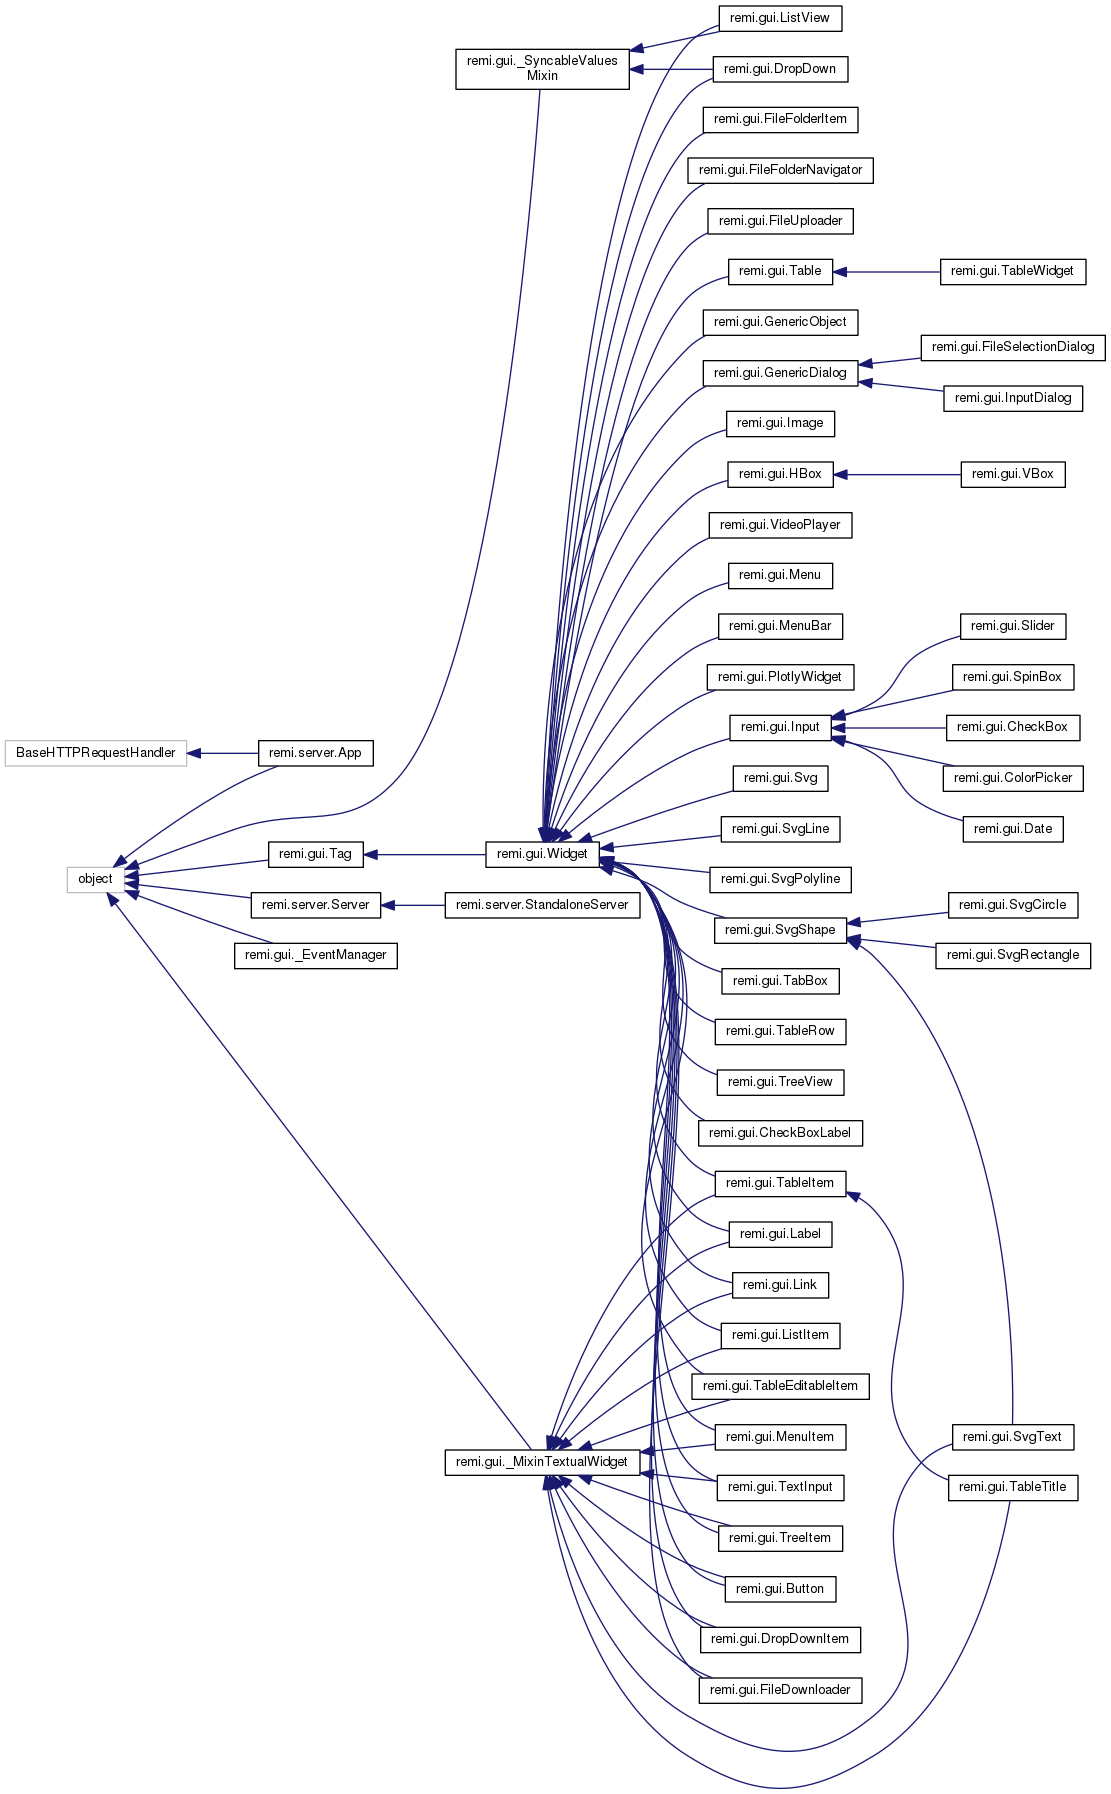 remi.gui.ListView
remi.gui._SyncableValues
Mixin
remi.gui.DropDown
remi.gui.FileFolderItem
remi.gui.FileFolderNavigator
remi.gui.FileUploader
remi.gui.Table
remi.gui.TableWidget
remi.gui.GenericObject
remi.gui.FileSelectionDialog
remi.gui.GenericDialog
remi.gui.InputDialog
remi.gui.Image
remi.gui.HBox
remi.gui.VBox
remi.gui.VideoPlayer
remi.gui.Menu
remi.gui.MenuBar
remi.gui.Slider
remi.gui.PlotlyWidget
remi.gui.SpinBox
remi.gui.Input
remi.gui.CheckBox
BaseHTTPRequestHandler
remi.server.App
remi.gui.Svg
remi.gui.ColorPicker
remi.gui.SvgLine
remi.gui.Date
remi.gui.Tag
remi.gui.Widget
object
remi.gui.SvgPolyline
remi.server.Server
remi.server.StandaloneServer
remi.gui.SvgCircle
remi.gui.SvgShape
remi.gui._EventManager
remi.gui.SvgRectangle
remi.gui.TabBox
remi.gui.TableRow
remi.gui.TreeView
remi.gui.CheckBoxLabel
remi.gui.TableItem
remi.gui.Label
remi.gui.Link
remi.gui.ListItem
remi.gui.TableEditableItem
remi.gui.MenuItem
remi.gui.SvgText
remi.gui._MixinTextualWidget
remi.gui.TextInput
remi.gui.TableTitle
remi.gui.TreeItem
remi.gui.Button
remi.gui.DropDownItem
remi.gui.FileDownloader